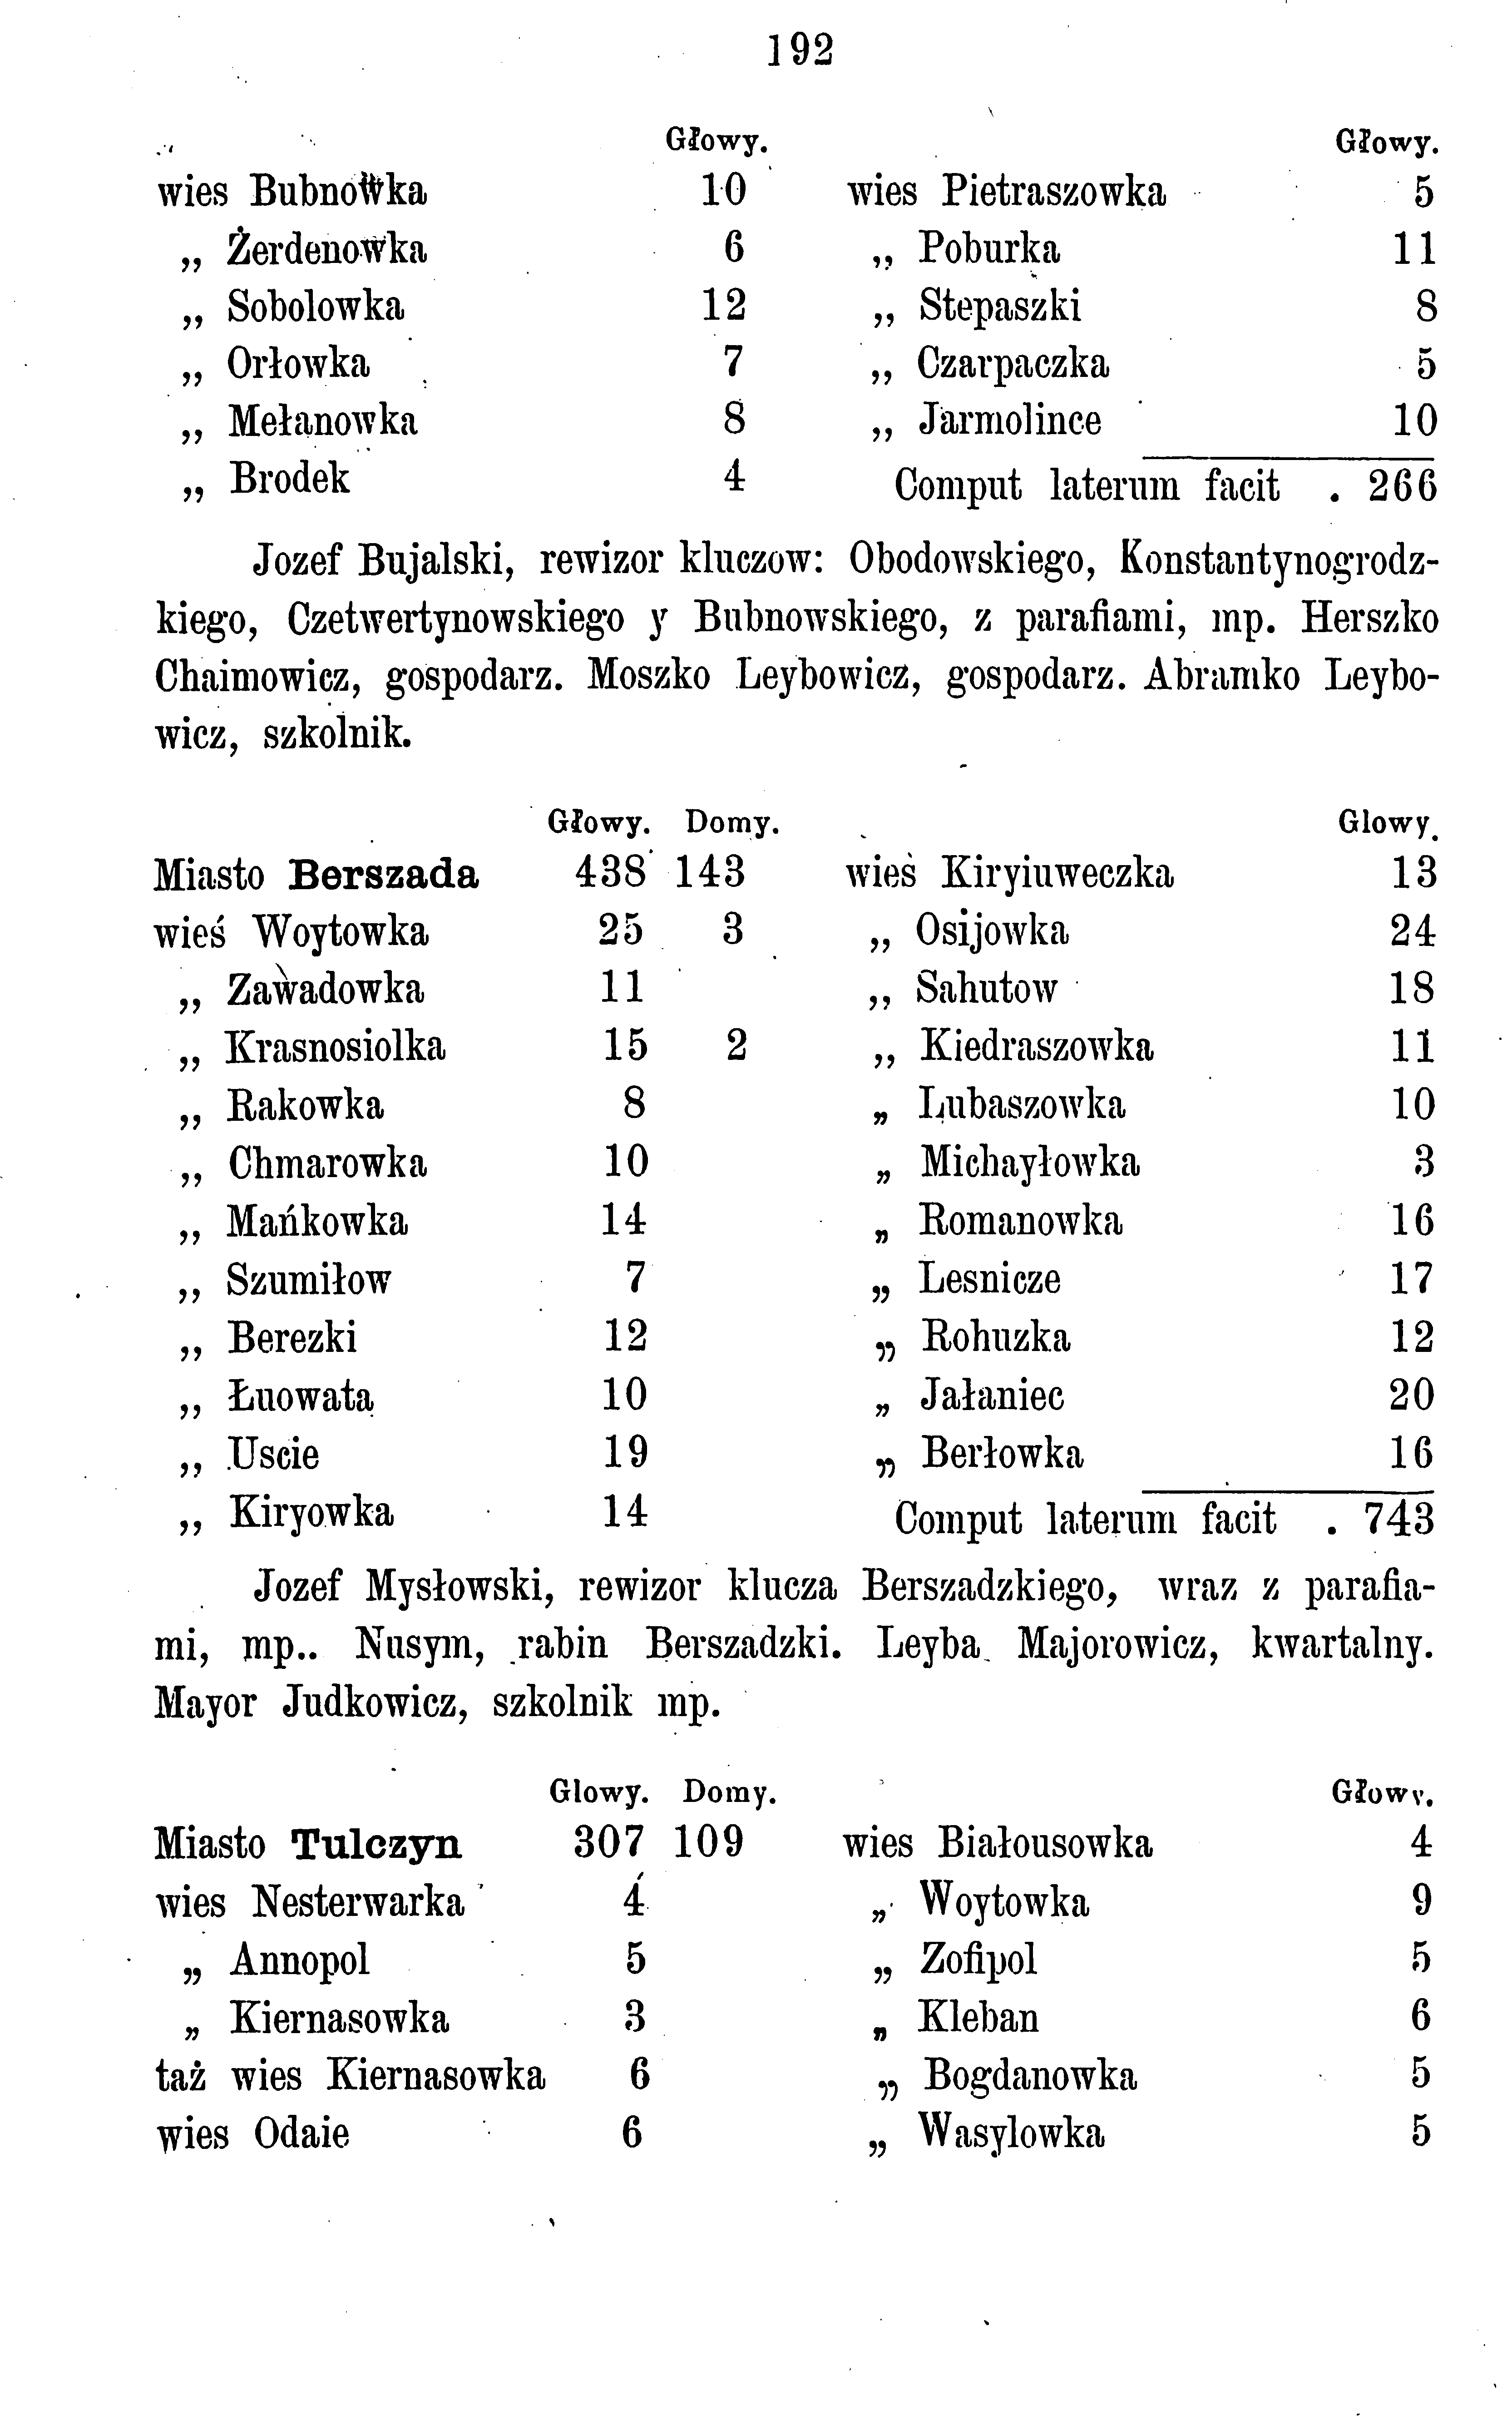 192
Głowy.
wies Bubnowka 10
„ Żerdenowka 6
„ Sobolowka 12
„ Orłowka 7
„ Mełanowka 8
„ Brodek 4
Głowy.
wies Pietraszowka 5
„ Poburka 11
„ Stepaszki 8
„ Czarpaczka 5
„ Jarmolince 10
Comput laterum facit . 266
Jozef Bujalski, rewizor kluczow: Obodowskiego, Konstantynogrodz-
kiego, Czetwertynowskiego y Bubnowskiego, z parafiami, mp. Herszko
Chaimowicz, gospodarz. Moszko Leybowicz, gospodarz. Abramko Leybo-
wicz, szkolnik.
Głowy. Domy.
Miasto Berszada 438 143
wieś Woytowka 25 3
„ Zawadowka 11
„ Krasnosiolka 15 2
„ Rakowka 8
„ Chmarowka 10
„ Mańkowka 14
„ Szumiłow 7
„ Berezki 12
„ Łuowata 10
„ Uscie 19
„ Kiryowka 14
Glowy.
wieś Kiryiuweczka 13
„ Osijowka 24
„ Sahutow 18
„ Kiedraszowka 11
„ Lubaszowka 10
„ Michayłowka 3
„ Romanowka 16
„ Lesnicze 17
„ Rohuzka 12
„ Jałaniec 20
„ Berłowka 16
Comput laterum facit . 743
Jozef Mysłowski, rewizor klucza Berszadzkiego, wraz z parafia-
mi, mp.. Nusym, rabin Berszadzki. Leyba Majorowicz, kwartalny.
Mayor Judkowicz, szkolnik mp.
Glowy. Domy.
Miasto Tulczyn 307 109
wies Nesterwarka 4
„ Annopol 5
„ Kiernasowka 3
taż wies Kiernasowka 6
wies Odaie 6
Głowy.
wies Białousowka 4
„ Woytowka 9
„ Zofipol 5
„ Kleban 6
„ Bogdanowka 5
„ Wasylowka 5